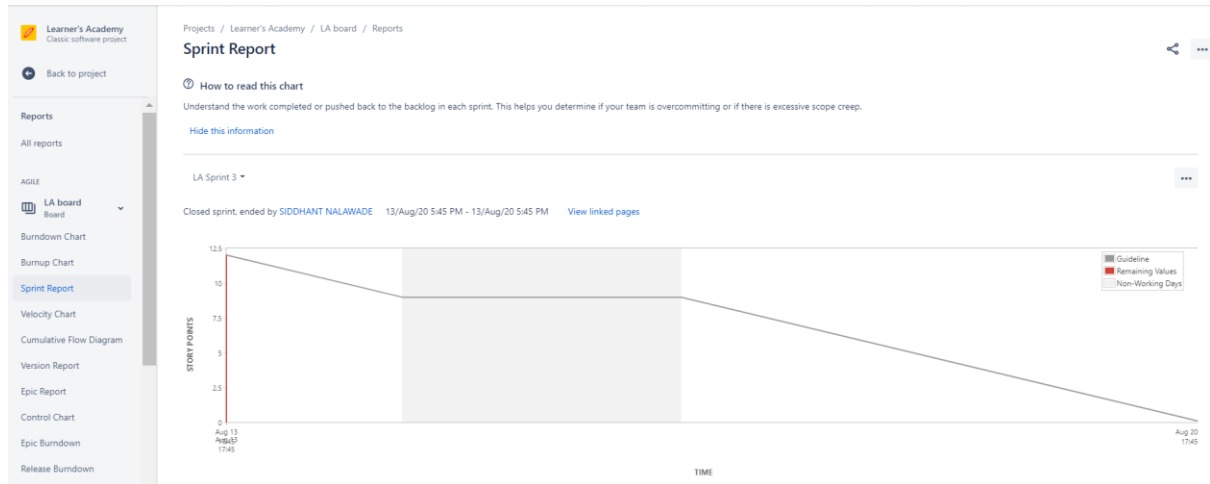 Learner's Academy
Classic software project
Back to project
Reports
All reports
AGILE
LA board
Board
Burndown Chart
Burnup Chart
Sprint Report
Velocity Chart
Cumulative Flow Diagram
Version Report
Epic Report
Control Chart
Epic Burndown
Release Burndown
Projects / Learner's Academy / LA board / Reports
Sprint Report
How to read this chart
Understand the work completed or pushed back to the backlog in each sprint. This helps you determine if your team is overcommitting or if there is excessive scope creep.
Hide this information
LA Sprint 3
Closed sprint, ended by SIDDHANT NALAWADE 13/Aug/20 5:45 PM - 13/Aug/20 5:45 PM View linked pages
Guideline
Remaining Values
Non-Working Days
STORY POINTS
12.5
10
7.5
5
2.5
0
Aug 13
17:45
Aug 20
17:45
TIME